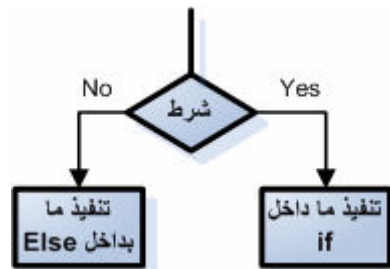 No
Yes
شرط
تنفيذ ما
بداخل Else
تنفيذ ما داخل
if